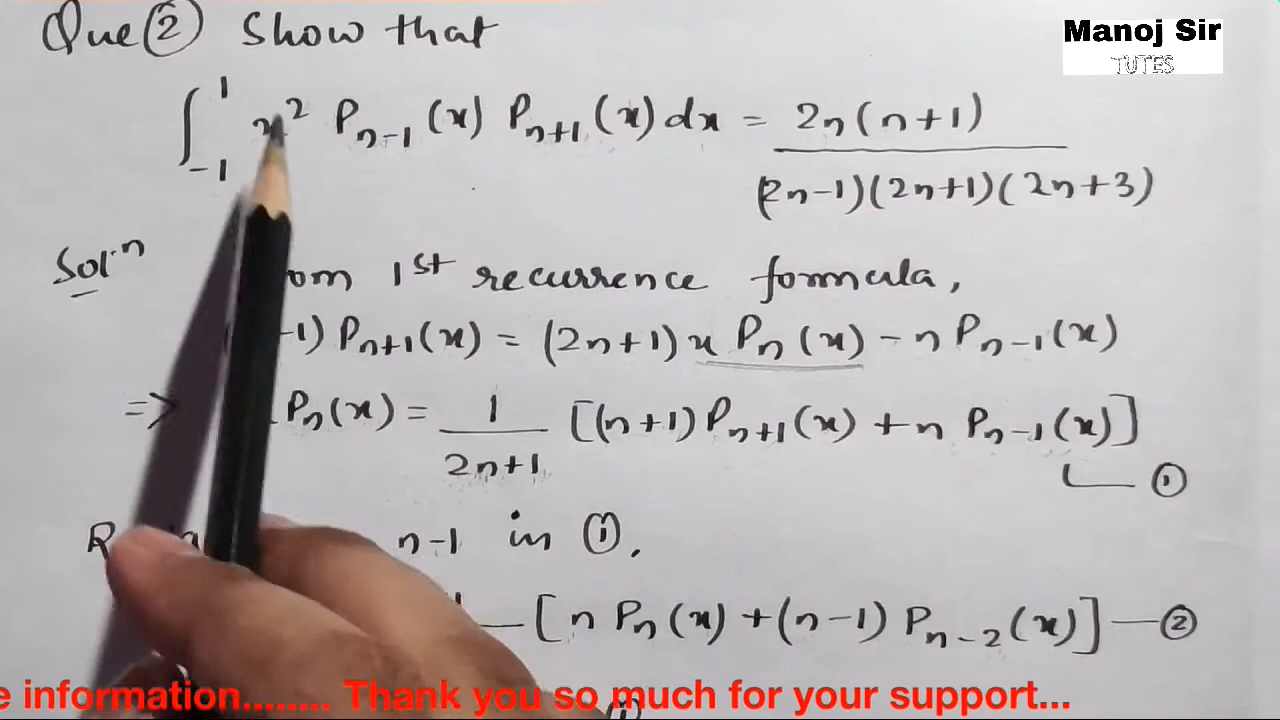 Que ② Show that
Manoj Sir
TUTES
∫₋₁¹ x² Pₙ₋₁(x) Pₙ₊₁(x) dx = 2n(n+1) / (2n-1)(2n+1)(2n+3)
Solⁿ 1st recurrence formula,
-1) Pₙ₊₁(x) = (2n+1) x Pₙ(x) - n Pₙ₋₁(x)
=> Pₙ(x) = 1/(2n+1) [(n+1) Pₙ₊₁(x) + n Pₙ₋₁(x)] ①
n-1 in ①,
[n Pₙ(x) + (n-1) Pₙ₋₂(x)] — ②
information........ Thank you so much for your support...